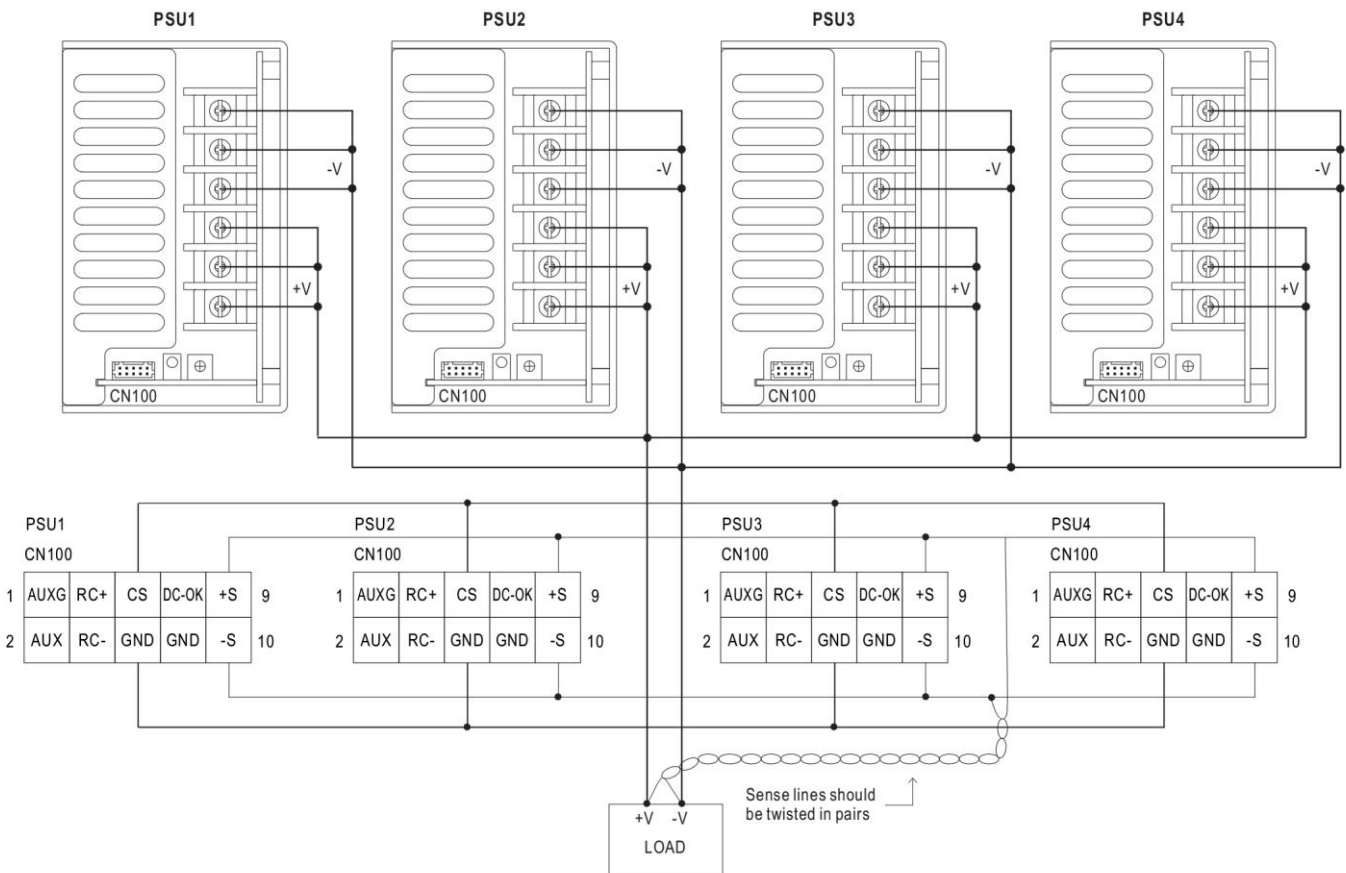 PSU1 PSU2 PSU3 PSU4
-V -V -V -V
+V +V +V +V
CN100 CN100 CN100 CN100
PSU1 PSU2 PSU3 PSU4
CN100 CN100 CN100 CN100
1 AUXG RC+ CS DC-OK +S 9 1 AUXG RC+ CS DC-OK +S 9 1 AUXG RC+ CS DC-OK +S 9 1 AUXG RC+ CS DC-OK +S 9
2 AUX RC- GND GND -S 10 2 AUX RC- GND GND -S 10 2 AUX RC- GND GND -S 10 2 AUX RC- GND GND -S 10
Sense lines should
be twisted in pairs
+V -V
LOAD